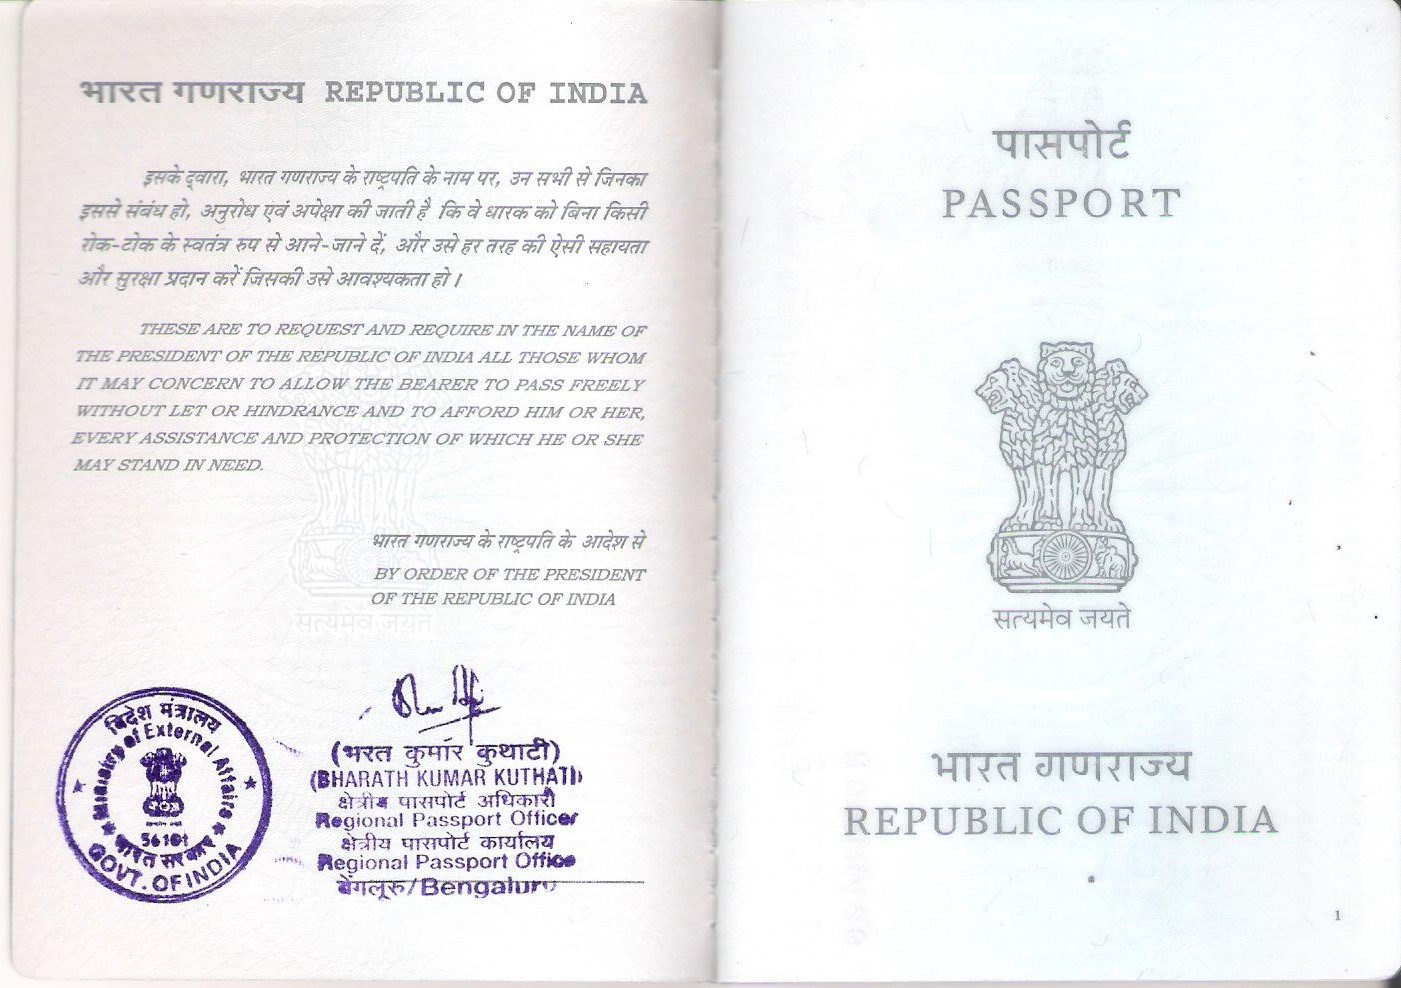 भारत गणराज्य REPUBLIC OF INDIA
इसके द्वारा, भारत गणराज्य के राष्ट्रपति के नाम पर, उन सभी से जिनका
इससे संबंध हो, अनुरोध एवं अपेक्षा की जाती है कि वे धारक को बिना किसी
रोक-टोक के स्वतंत्र रुप से आने-जाने दें, और उसे हर तरह की ऐसी सहायता
और सुरक्षा प्रदान करें जिसकी उसे आवश्यकता हो।
THESE ARE TO REQUEST AND REQUIRE IN THE NAME OF
THE PRESIDENT OF THE REPUBLIC OF INDIA ALL THOSE WHOM
IT MAY CONCERN TO ALLOW THE BEARER TO PASS FREELY
WITHOUT LET OR HINDRANCE AND TO AFFORD HIM OR HER,
EVERY ASSISTANCE AND PROTECTION OF WHICH HE OR SHE
MAY STAND IN NEED.
भारत गणराज्य के राष्ट्रपति के आदेश से
BY ORDER OF THE PRESIDENT
OF THE REPUBLIC OF INDIA
सत्यमेव जयते
विदेश मंत्रालय
Ministry of External Affairs
56101
भारत सरकार
GOVT. OF INDIA
(भरत कुमार कुथाटी)
(BHARATH KUMAR KUTHATI)
क्षेत्रीय पासपोर्ट अधिकारी
Regional Passport Officer
क्षेत्रीय पासपोर्ट कार्यालय
Regional Passport Office
बेंगलूरु/Bengaluru
पासपोर्ट
PASSPORT
सत्यमेव जयते
भारत गणराज्य
REPUBLIC OF INDIA
1